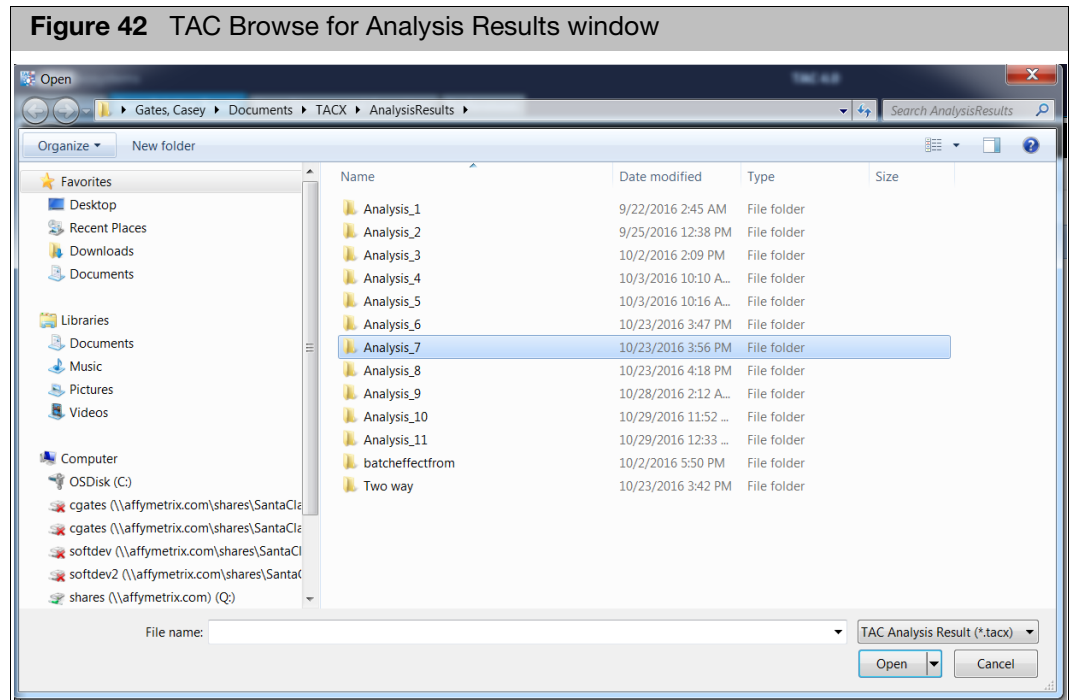 Figure 42 TAC Browse for Analysis Results window
Open
TAC 4.0
Gates, Casey Documents TACX AnalysisResults
Search AnalysisResults
Organize New folder
Favorites
Desktop
Recent Places
Downloads
Documents
Libraries
Documents
Music
Pictures
Videos
Computer
OSDisk (C:)
cgates (\\affymetrix.com\shares\SantaCla
cgates (\\affymetrix.com\shares\SantaCla
softdev (\\affymetrix.com\shares\SantaCl
softdev2 (\\affymetrix.com\shares\Santa(
shares (\\affymetrix.com) (Q:)
Name Date modified Type Size
Analysis_1 9/22/2016 2:45 AM File folder
Analysis_2 9/25/2016 12:38 PM File folder
Analysis_3 10/2/2016 2:09 PM File folder
Analysis_4 10/3/2016 10:10 A... File folder
Analysis_5 10/3/2016 10:16 A... File folder
Analysis_6 10/23/2016 3:47 PM File folder
Analysis_7 10/23/2016 3:56 PM File folder
Analysis_8 10/23/2016 4:18 PM File folder
Analysis_9 10/28/2016 2:12 A... File folder
Analysis_10 10/29/2016 11:52 ... File folder
Analysis_11 10/29/2016 12:33 ... File folder
batcheffectfrom 10/2/2016 5:50 PM File folder
Two way 10/23/2016 3:42 PM File folder
File name:
TAC Analysis Result (*.tacx)
Open Cancel